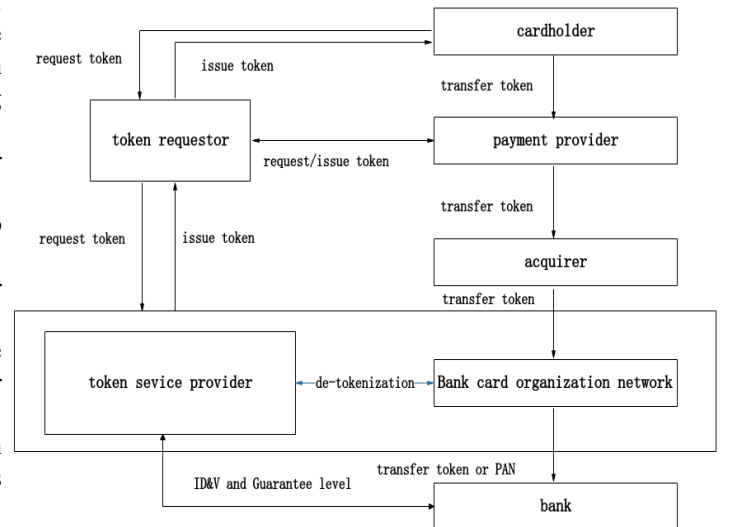 cardholder
request token
issue token
transfer token
token requestor
payment provider
request/issue token
transfer token
request token
issue token
acquirer
transfer token
token sevice provider
de-tokenization
Bank card organization network
transfer token or PAN
ID&V and Guarantee level
bank